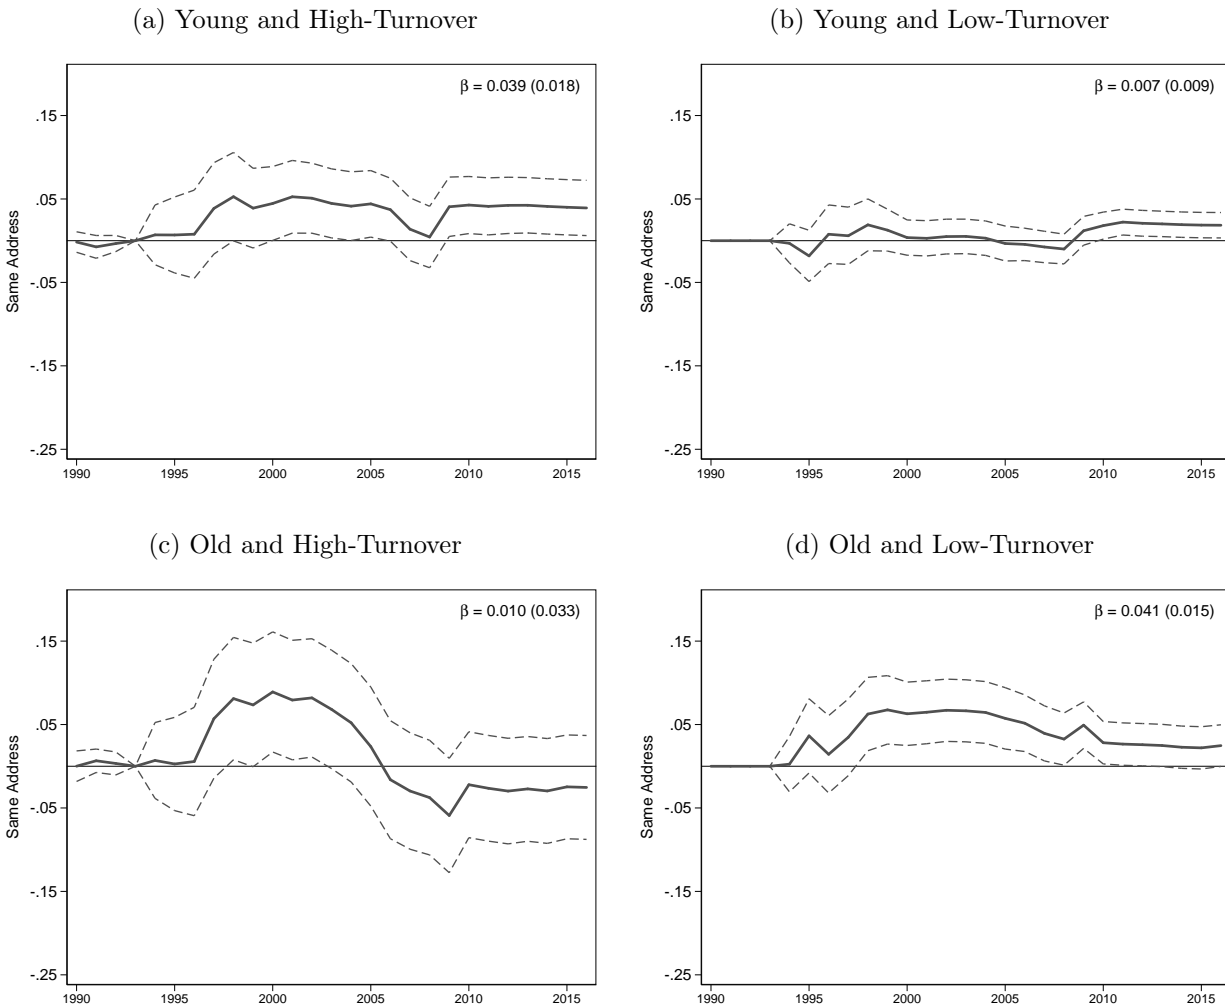 (a) Young and High-Turnover
β = 0.039 (0.018)
Same Address
.15
.05
-.05
-.15
-.25
1990 1995 2000 2005 2010 2015
(b) Young and Low-Turnover
β = 0.007 (0.009)
Same Address
.15
.05
-.05
-.15
-.25
1990 1995 2000 2005 2010 2015
(c) Old and High-Turnover
β = 0.010 (0.033)
Same Address
.15
.05
-.05
-.15
-.25
1990 1995 2000 2005 2010 2015
(d) Old and Low-Turnover
β = 0.041 (0.015)
Same Address
.15
.05
-.05
-.15
-.25
1990 1995 2000 2005 2010 2015